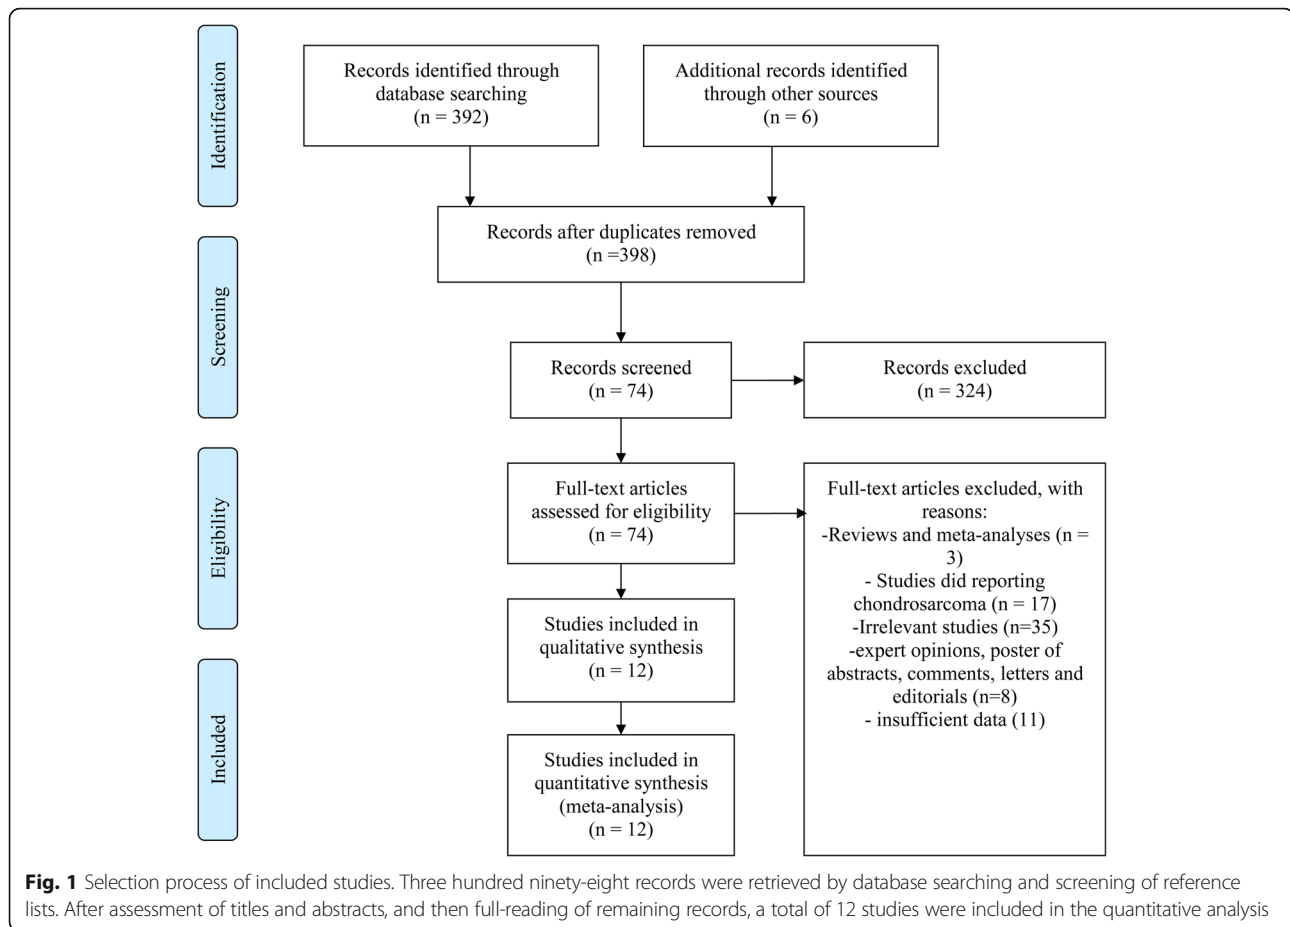 Identification
Records identified through
database searching
(n = 392)
Additional records identified
through other sources
(n = 6)
Records after duplicates removed
(n =398)
Screening
Records screened
(n = 74)
Records excluded
(n = 324)
Eligibility
Full-text articles
assessed for eligibility
(n = 74)
Full-text articles excluded, with
reasons:
-Reviews and meta-analyses (n =
3)
- Studies did reporting
chondrosarcoma (n = 17)
-Irrelevant studies (n=35)
-expert opinions, poster of
abstracts, comments, letters and
editorials (n=8)
- insufficient data (11)
Studies included in
qualitative synthesis
(n = 12)
Included
Studies included in
quantitative synthesis
(meta-analysis)
(n = 12)
Fig. 1 Selection process of included studies. Three hundred ninety-eight records were retrieved by database searching and screening of reference
lists. After assessment of titles and abstracts, and then full-reading of remaining records, a total of 12 studies were included in the quantitative analysis